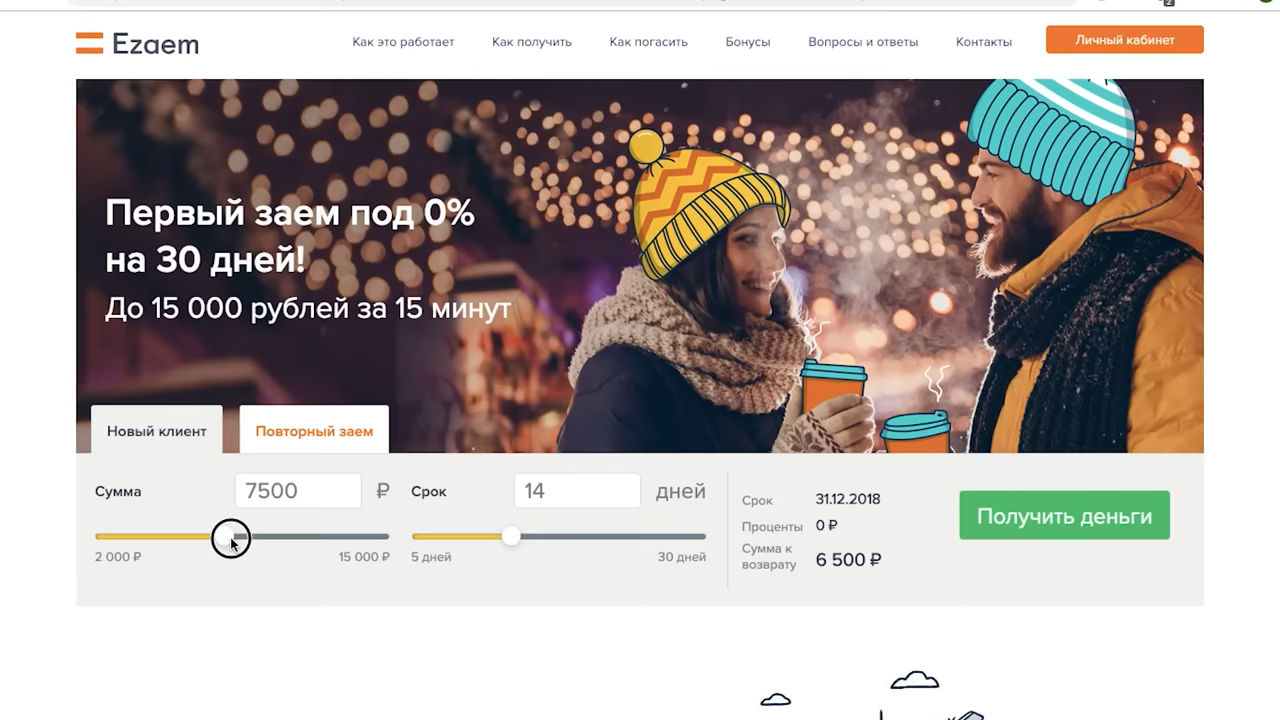 Ezaem
Как это работает
Как получить
Как погасить
Бонусы
Вопросы и ответы
Контакты
Личный кабинет
Первый заем под 0%
на 30 дней!
До 15 000 рублей за 15 минут
Новый клиент
Повторный заем
Сумма
7500 ₽
Срок
14 дней
2 000 ₽
15 000 ₽
5 дней
30 дней
Срок 31.12.2018
Проценты 0 ₽
Сумма к
возврату 6 500 ₽
Получить деньги
2